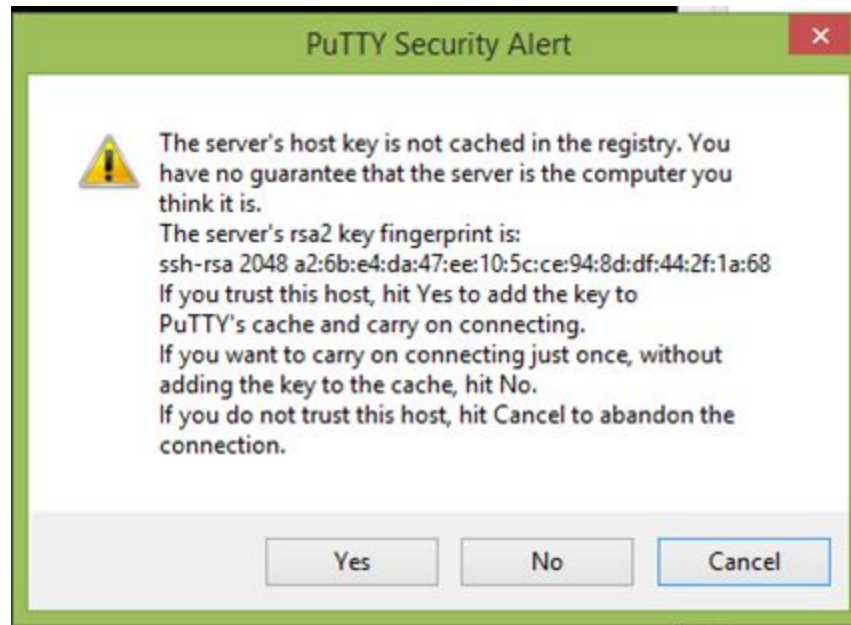 PuTTY Security Alert
The server's host key is not cached in the registry. You
have no guarantee that the server is the computer you
think it is.
The server's rsa2 key fingerprint is:
ssh-rsa 2048 a2:6b:e4:da:47:ee:10:5c:ce:94:8d:df:44:2f:1a:68
If you trust this host, hit Yes to add the key to
PuTTY's cache and carry on connecting.
If you want to carry on connecting just once, without
adding the key to the cache, hit No.
If you do not trust this host, hit Cancel to abandon the
connection.
Yes No Cancel